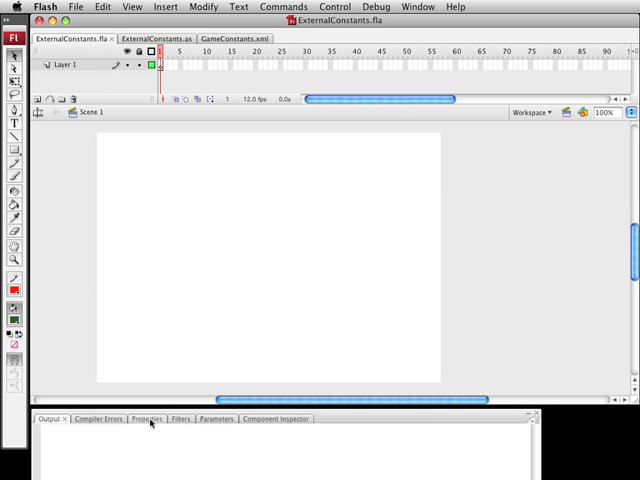 Flash File Edit View Insert Modify Text Commands Control Debug Window Help
ExternalConstants.fla
Fl
ExternalConstants.fla × ExternalConstants.as GameConstants.xml
1 5 10 15 20 25 30 35 40 45 50 55 60 65 70 75 80 85 90 95
Layer 1
1 12.0 fps 0.0s
Scene 1 Workspace 100%
T
Output × Compiler Errors Properties Filters Parameters Component Inspector